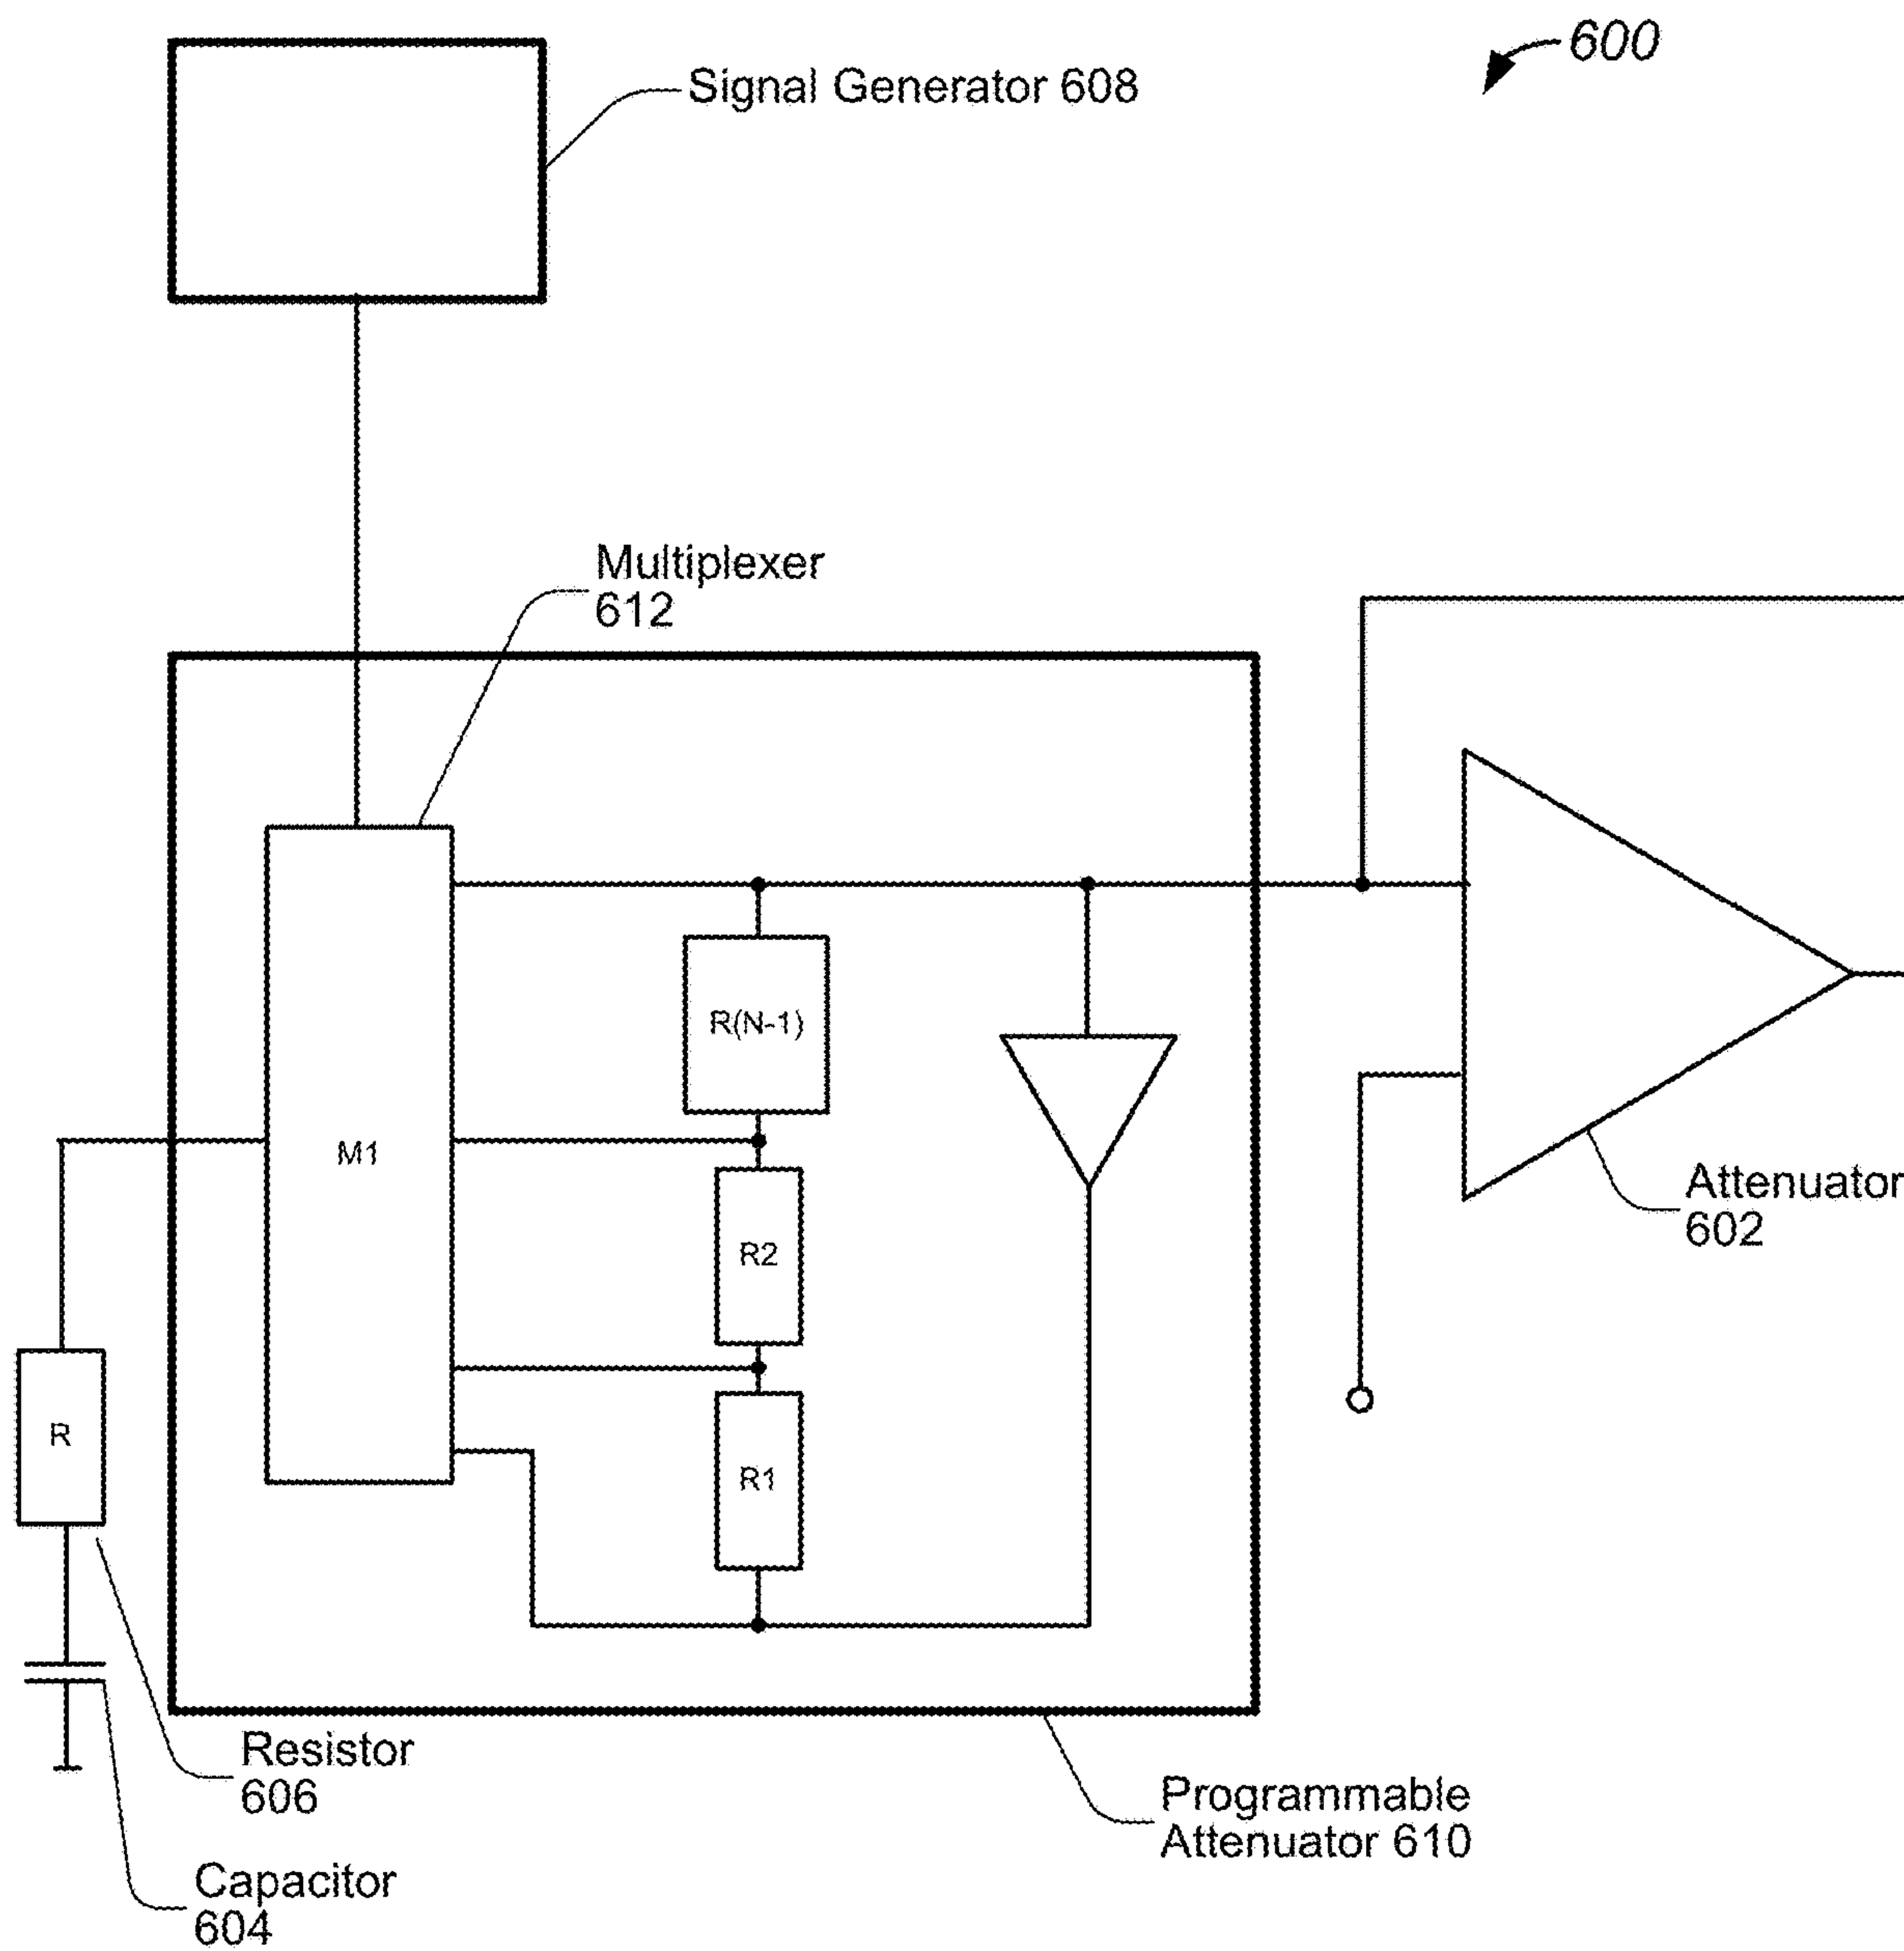 600
Signal Generator 608
Multiplexer
612
R(N-1)
M1
R2
Attenuator
602
R
R1
Resistor
606
Programmable
Attenuator 610
Capacitor
604